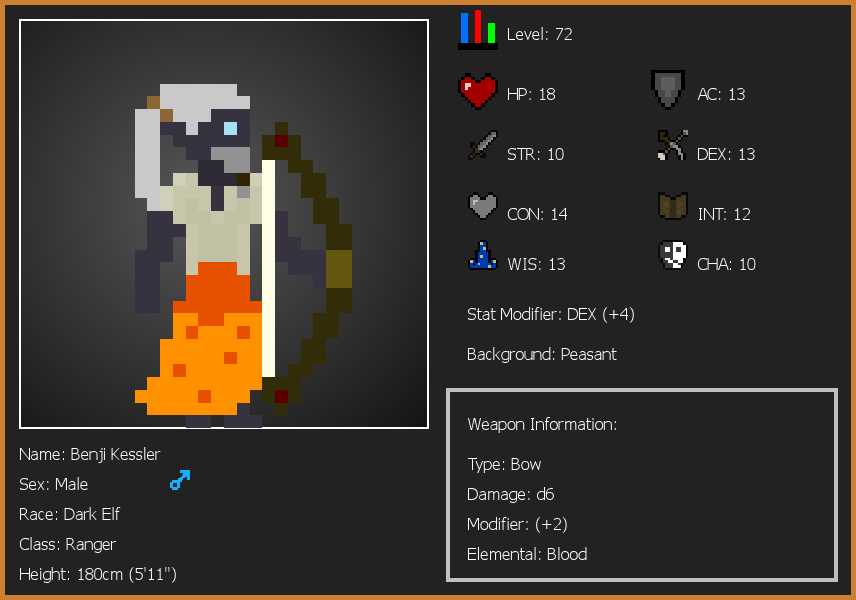 Level: 72
HP: 18
AC: 13
STR: 10
DEX: 13
CON: 14
INT: 12
WIS: 13
CHA: 10
Stat Modifier: DEX (+4)
Background: Peasant
Weapon Information:
Type: Bow
Damage: d6
Modifier: (+2)
Elemental: Blood
Name: Benji Kessler
Sex: Male
Race: Dark Elf
Class: Ranger
Height: 180cm (5'11")